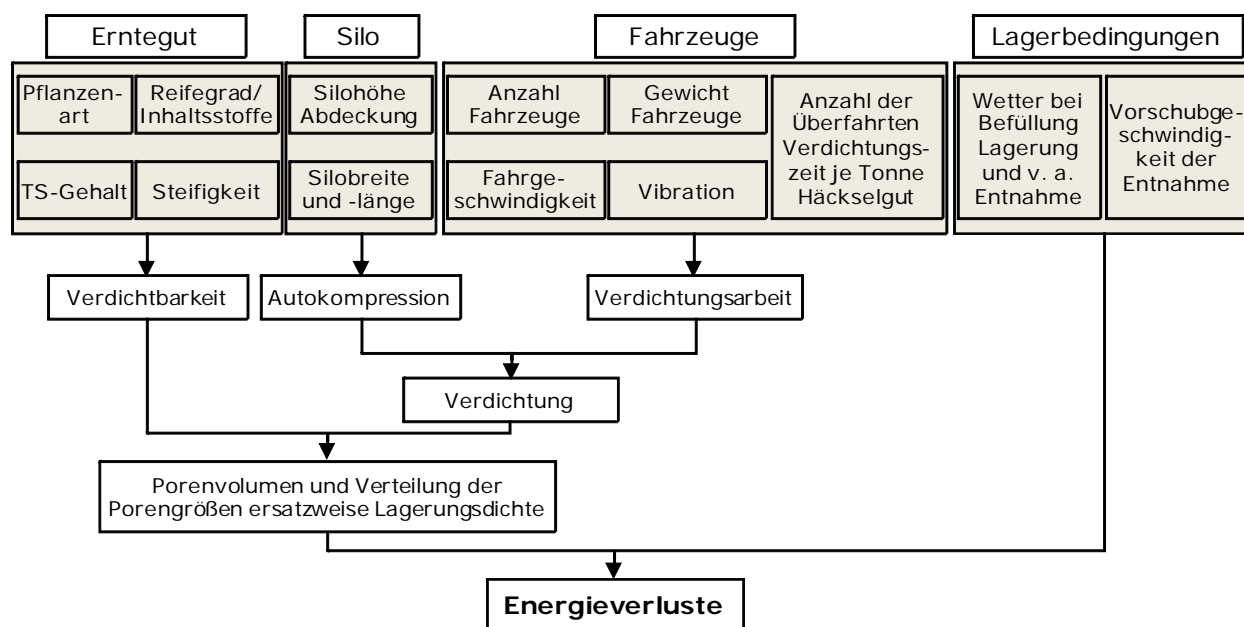 Erntegut
Silo
Fahrzeuge
Lagerbedingungen
Pflanzen-
art
Reifegrad/
Inhaltsstoffe
TS-Gehalt
Steifigkeit
Silohöhe
Abdeckung
Silobreite
und -länge
Anzahl
Fahrzeuge
Gewicht
Fahrzeuge
Fahrge-
schwindigkeit
Vibration
Anzahl der
Überfahrten
Verdichtungs-
zeit je Tonne
Häckselgut
Wetter bei
Befüllung
Lagerung
und v. a.
Entnahme
Vorschubge-
schwindig-
keit der
Entnahme
Verdichtbarkeit
Autokompression
Verdichtungsarbeit
Verdichtung
Porenvolumen und Verteilung der
Porengrößen ersatzweise Lagerungsdichte
Energieverluste